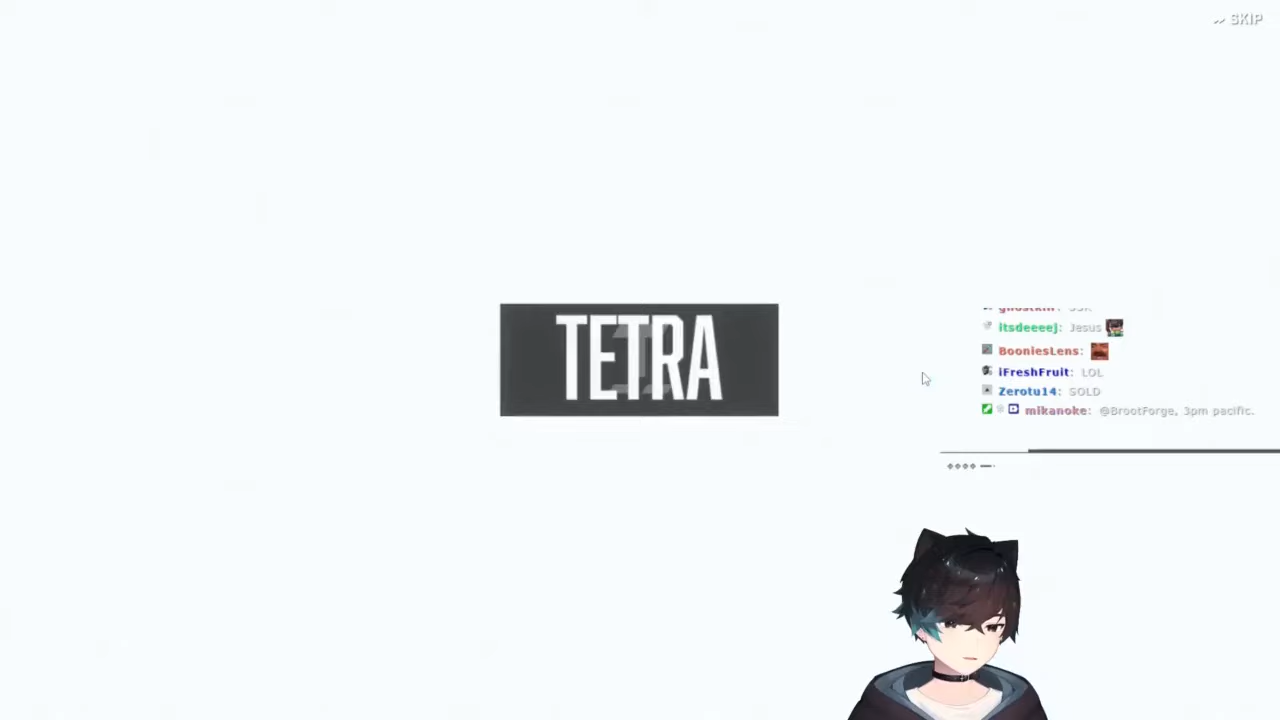 SKIP
TETRA
itsdeeeej: Jesus
BooniesLens:
iFreshFruit: LOL
Zerotu14: SOLD
mikanoke: @BrootForge, 3pm pacific.